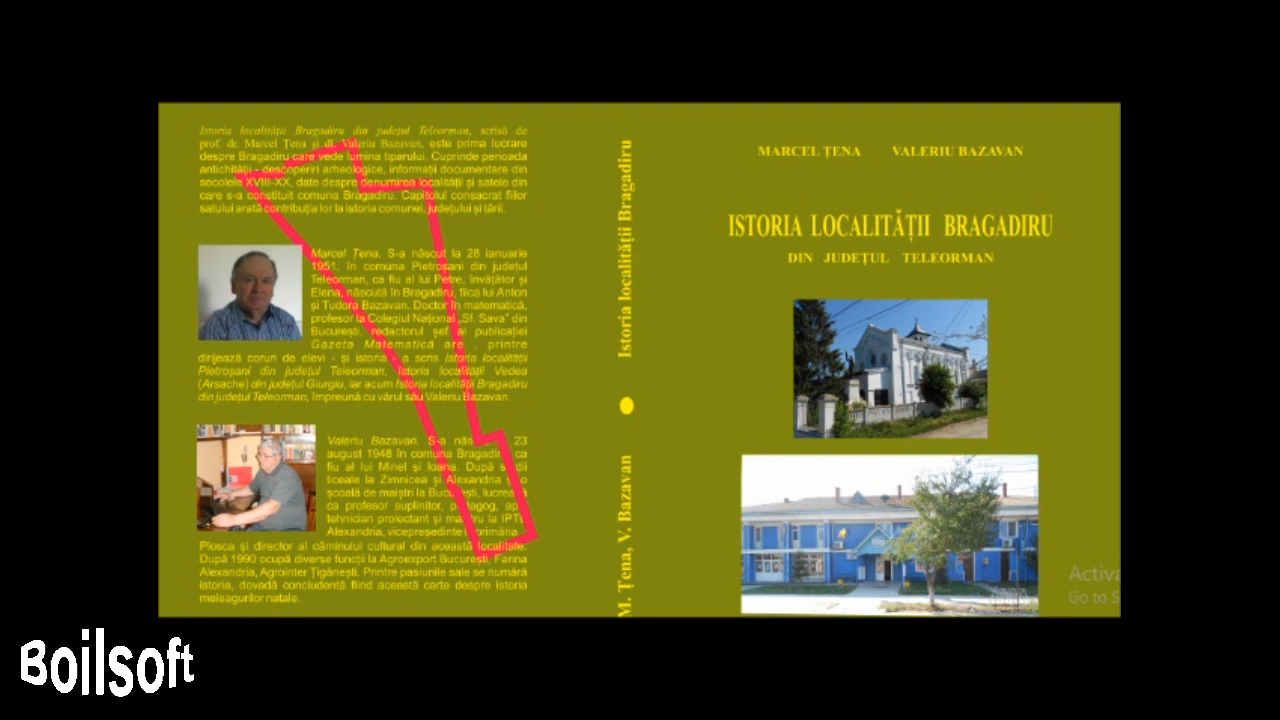 Istoria localității Bragadiru din județul Teleorman, scrisă de
prof. dr. Marcel Țena și dl. Valeriu Bazavan, este prima lucrare
despre Bragadiru care vede lumina tiparului. Cuprinde perioada
antichității - descoperiri arheologice, informații documentare din
secolele XVIII-XX, date despre denumirea localității și satele din
care s-a constituit comuna Bragadiru. Capitolul consacrat fiilor
satului arată contribuția lor la istoria comunei, județului și țării.
Marcel Țena. S-a născut la 28 ianuarie
1951, în comuna Pietroșani din județul
Teleorman, ca fiu al lui Petre, învățător și
Elena, născută în Bragadiru, fiica lui Anton
și Tudora Bazavan. Doctor în matematică,
profesor la Colegiul Național „Sf. Sava” din
București, redactorul șef al publicației
Gazeta Matematică are , printre
dirijează coruri de elevi - și istoria - a scris Istoria localității
Pietroșani din județul Teleorman, Istoria localității Vedea
(Arsache) din județul Giurgiu, iar acum Istoria localității Bragadiru
din județul Teleorman, împreună cu vărul său Valeriu Bazavan.
Valeriu Bazavan. S-a năs 23
august 1948 în comuna Bragadiru, ca
fiu al lui Minel și Ioana. După
liceale la Zimnicea și Alexandria
școală de maiștri la București, lucrează
ca profesor suplinitor, pedagog,
tehnician proiectant și maistru la IPTL
Alexandria, vicepreședinte primăria
Plosca și director al căminului cultural din această localitate.
După 1990 ocupă diverse funcții la Agroexport București, Farina
Alexandria, Agrointer Țigănești. Printre pasiunile sale se numără
istoria, dovadă concludentă fiind această carte despre istoria
meleagurilor natale.
M. Țena, V. Bazavan
Istoria localității Bragadiru
MARCEL ȚENA VALERIU BAZAVAN
ISTORIA LOCALITĂȚII BRAGADIRU
DIN JUDEȚUL TELEORMAN
Activa
Go to S
Boilsoft